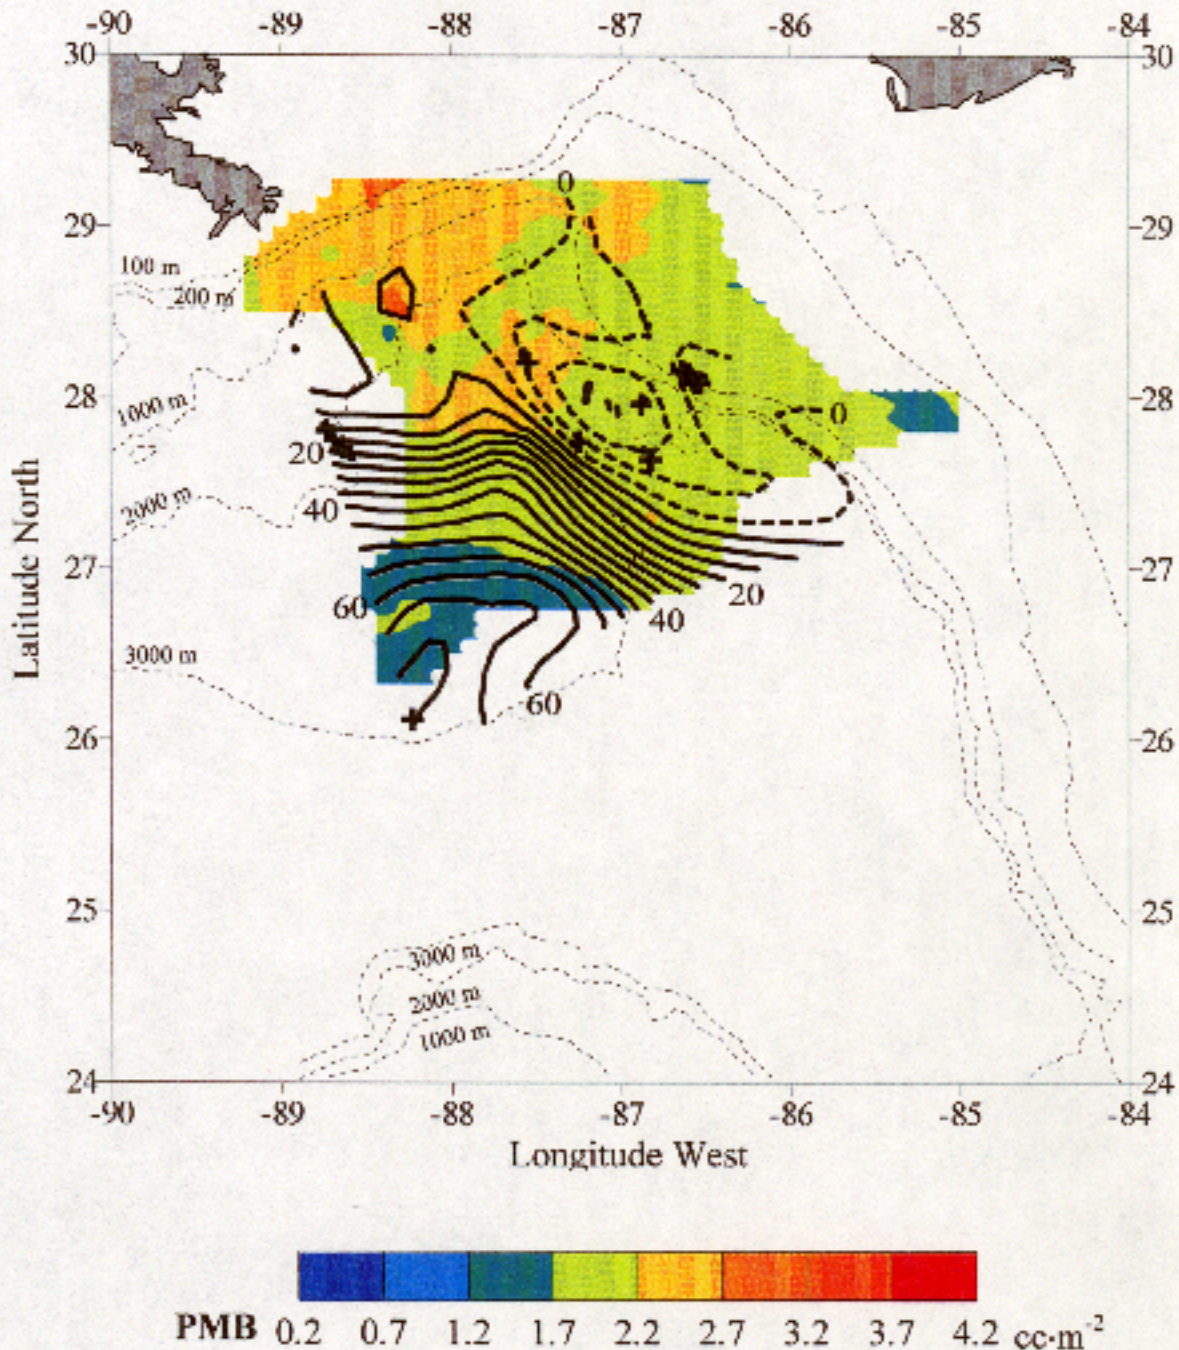 -90 -89 -88 -87 -86 -85 -84
30 30
0
29 29
100 m
200 m
28 28
1000 m
0
20
2000 m
40
27 27
20
60
40
3000 m
60
26 26
25 25
3000 m
2000 m
1000 m
24 24
-90 -89 -88 -87 -86 -85 -84
Latitude North
Longitude West
PMB 0.2 0.7 1.2 1.7 2.2 2.7 3.2 3.7 4.2 cc·m⁻²